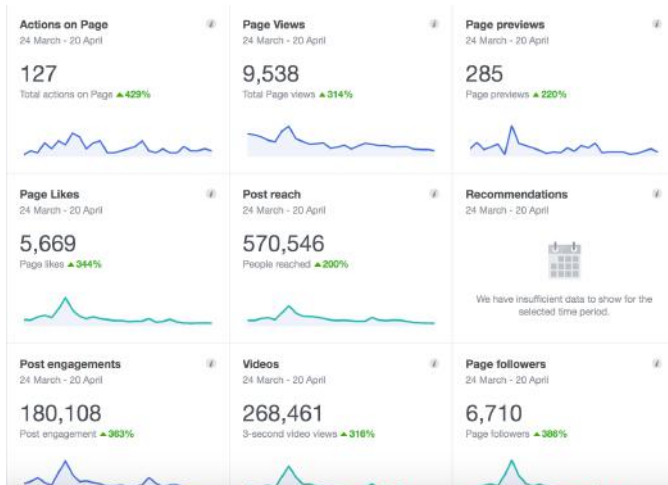 Actions on Page
24 March - 20 April
127
Total actions on Page ▲429%
Page Views
24 March - 20 April
9,538
Total Page views ▲314%
Page previews
24 March - 20 April
285
Page previews ▲220%
Page Likes
24 March - 20 April
5,669
Page likes ▲344%
Post reach
24 March - 20 April
570,546
People reached ▲200%
Recommendations
24 March - 20 April
We have insufficient data to show for the
selected time period.
Post engagements
24 March - 20 April
180,108
Post engagement ▲363%
Videos
24 March - 20 April
268,461
3-second video views ▲316%
Page followers
24 March - 20 April
6,710
Page followers ▲386%